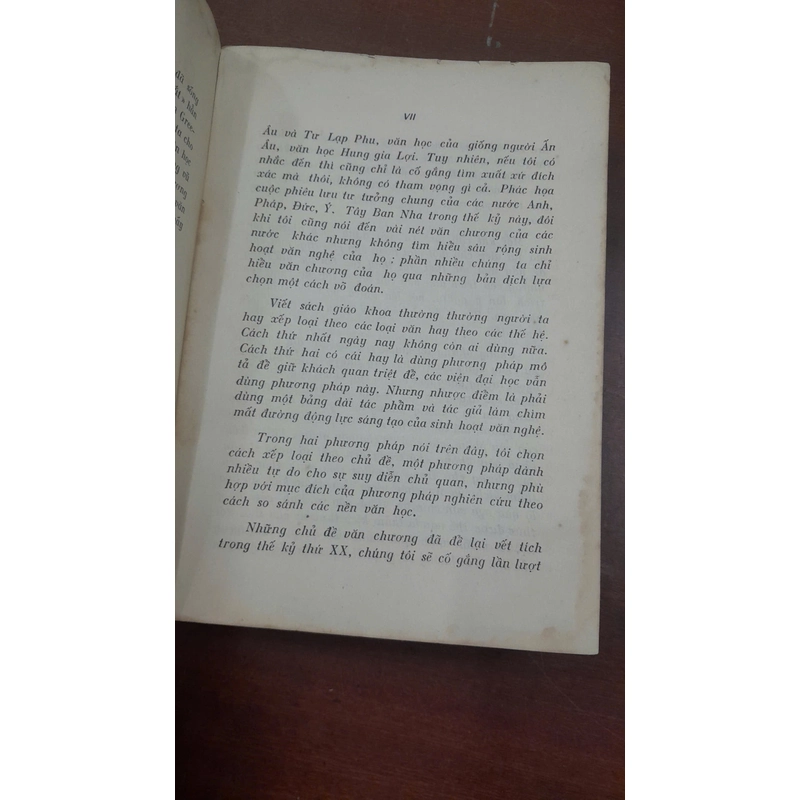 đã sống
ật » hẳn
Gree-
ta cho
n học
ng võ
hương
văn
ấy
VII
Âu và Tư Lạp Phu, văn học của giống người Ấn
Âu, văn học Hung gia Lợi. Tuy nhiên, nếu tôi có
nhắc đến thì cũng chỉ là cố gắng tìm xuất xứ đích
xác mà thôi, không có tham vọng gì cả. Phác họa
cuộc phiêu lưu tư tưởng chung của các nước Anh,
Pháp, Đức, Ý. Tây Ban Nha trong thế kỷ này, đôi
khi tôi cũng nói đến vài nét văn chương của các
nước khác nhưng không tìm hiểu sâu rộng sinh
hoạt văn nghệ của họ : phần nhiều chúng ta chỉ
hiểu văn chương của họ qua những bản dịch lựa
chọn một cách võ đoán.
Viết sách giáo khoa thường thường người ta
hay xếp loại theo các loại văn hay theo các thế hệ.
Cách thứ nhất ngày nay không còn ai dùng nữa.
Cách thứ hai có cái hay là dùng phương pháp mô
tả để giữ khách quan triệt để, các viện đại học vẫn
dùng phương pháp này. Nhưng nhược điểm là phải
dùng một bảng dài tác phẩm và tác giả làm chìm
mất đường động lực sáng tạo của sinh hoạt văn nghệ.
Trong hai phương pháp nói trên đây, tôi chọn
cách xếp loại theo chủ đề, một phương pháp dành
nhiều tự do cho sự suy diễn chủ quan, nhưng phù
hợp với mục đích của phương pháp nghiên cứu theo
cách so sánh các nền văn học.
Những chủ đề văn chương đã để lại vết tích
trong thế kỷ thứ XX, chúng tôi sẽ cố gắng lần lượt